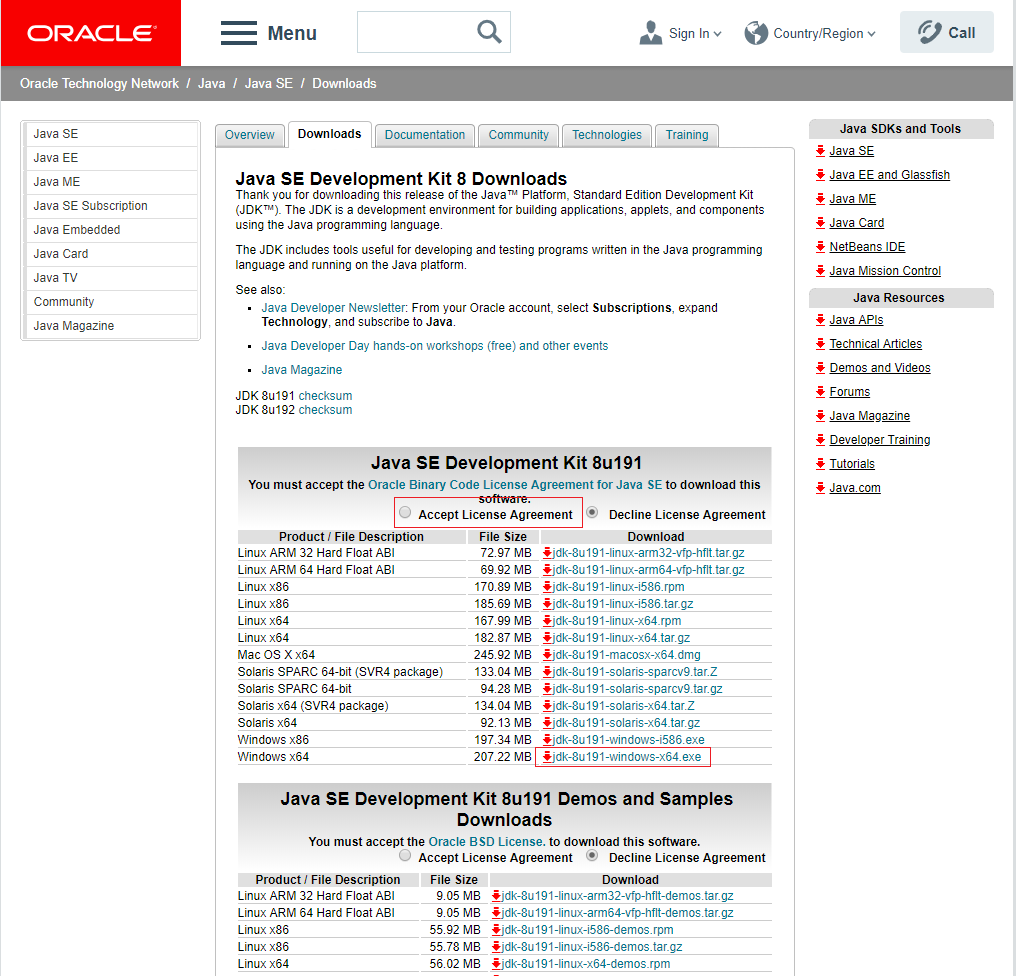 ORACLE
Menu
Sign In
Country/Region
Call
Oracle Technology Network / Java / Java SE / Downloads
Java SE
Java EE
Java ME
Java SE Subscription
Java Embedded
Java Card
Java TV
Community
Java Magazine
Overview
Downloads
Documentation
Community
Technologies
Training
Java SE Development Kit 8 Downloads
Thank you for downloading this release of the Java™ Platform, Standard Edition Development Kit
(JDK™). The JDK is a development environment for building applications, applets, and components
using the Java programming language.
The JDK includes tools useful for developing and testing programs written in the Java programming
language and running on the Java platform.
See also:
Java Developer Newsletter: From your Oracle account, select Subscriptions, expand
Technology, and subscribe to Java.
Java Developer Day hands-on workshops (free) and other events
Java Magazine
JDK 8u191 checksum
JDK 8u192 checksum
Java SE Development Kit 8u191
You must accept the Oracle Binary Code License Agreement for Java SE to download this
software.
Accept License Agreement Decline License Agreement
Product / File Description File Size Download
Linux ARM 32 Hard Float ABI 72.97 MB jdk-8u191-linux-arm32-vfp-hflt.tar.gz
Linux ARM 64 Hard Float ABI 69.92 MB jdk-8u191-linux-arm64-vfp-hflt.tar.gz
Linux x86 170.89 MB jdk-8u191-linux-i586.rpm
Linux x86 185.69 MB jdk-8u191-linux-i586.tar.gz
Linux x64 167.99 MB jdk-8u191-linux-x64.rpm
Linux x64 182.87 MB jdk-8u191-linux-x64.tar.gz
Mac OS X x64 245.92 MB jdk-8u191-macosx-x64.dmg
Solaris SPARC 64-bit (SVR4 package) 133.04 MB jdk-8u191-solaris-sparcv9.tar.Z
Solaris SPARC 64-bit 94.28 MB jdk-8u191-solaris-sparcv9.tar.gz
Solaris x64 (SVR4 package) 134.04 MB jdk-8u191-solaris-x64.tar.Z
Solaris x64 92.13 MB jdk-8u191-solaris-x64.tar.gz
Windows x86 197.34 MB jdk-8u191-windows-i586.exe
Windows x64 207.22 MB jdk-8u191-windows-x64.exe
Java SE Development Kit 8u191 Demos and Samples
Downloads
You must accept the Oracle BSD License. to download this software.
Accept License Agreement Decline License Agreement
Product / File Description File Size Download
Linux ARM 32 Hard Float ABI 9.05 MB jdk-8u191-linux-arm32-vfp-hflt-demos.tar.gz
Linux ARM 64 Hard Float ABI 9.05 MB jdk-8u191-linux-arm64-vfp-hflt-demos.tar.gz
Linux x86 55.92 MB jdk-8u191-linux-i586-demos.rpm
Linux x86 55.78 MB jdk-8u191-linux-i586-demos.tar.gz
Linux x64 56.02 MB jdk-8u191-linux-x64-demos.rpm
Java SDKs and Tools
Java SE
Java EE and Glassfish
Java ME
Java Card
NetBeans IDE
Java Mission Control
Java Resources
Java APIs
Technical Articles
Demos and Videos
Forums
Java Magazine
Developer Training
Tutorials
Java.com